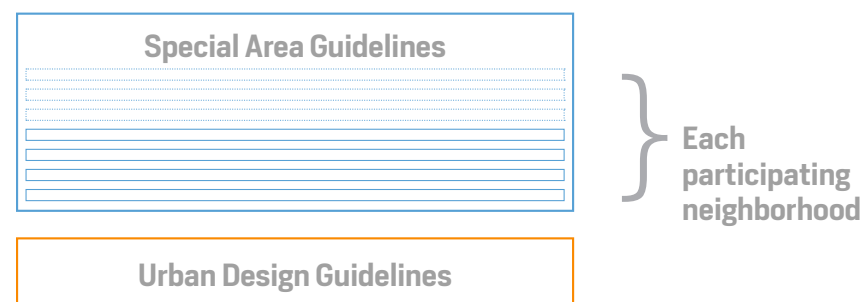 Special Area Guidelines
Each
participating
neighborhood
Urban Design Guidelines